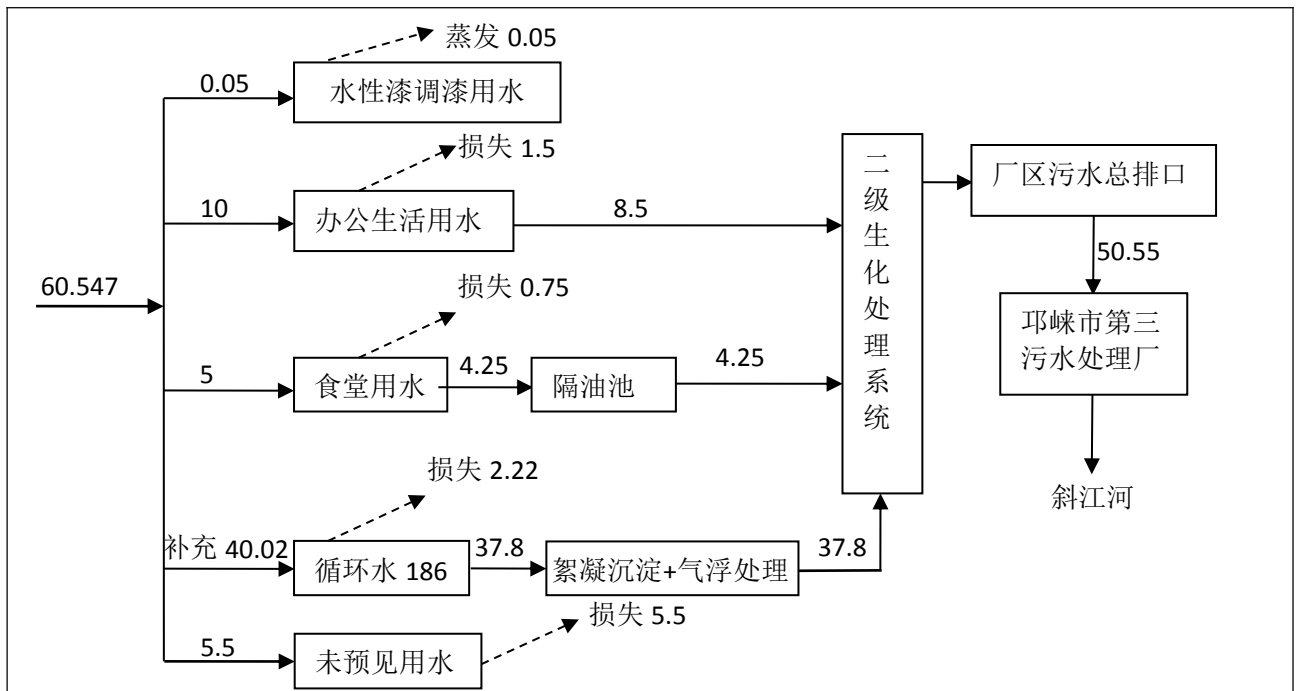 蒸发 0.05
0.05
水性漆调漆用水
损失 1.5
10
办公生活用水
8.5
二级生化处理系统
厂区污水总排口
50.55
60.547
损失 0.75
邛崃市第三
污水处理厂
5
食堂用水
4.25
隔油池
4.25
损失 2.22
斜江河
补充 40.02
循环水 186
37.8
絮凝沉淀+气浮处理
37.8
损失 5.5
5.5
未预见用水